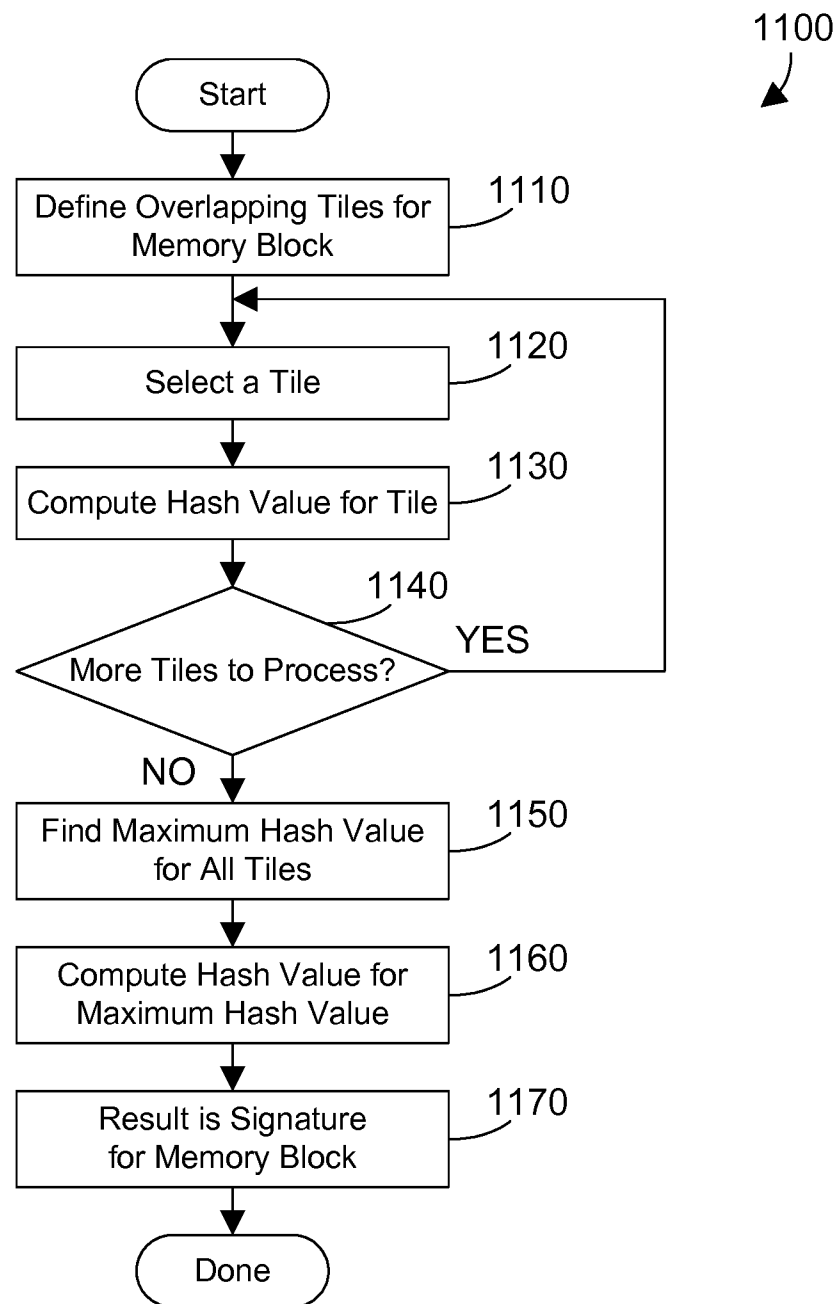 1100
Start
Define Overlapping Tiles for
Memory Block
1110
Select a Tile
1120
Compute Hash Value for Tile
1130
More Tiles to Process?
1140
YES
NO
Find Maximum Hash Value
for All Tiles
1150
Compute Hash Value for
Maximum Hash Value
1160
Result is Signature
for Memory Block
1170
Done